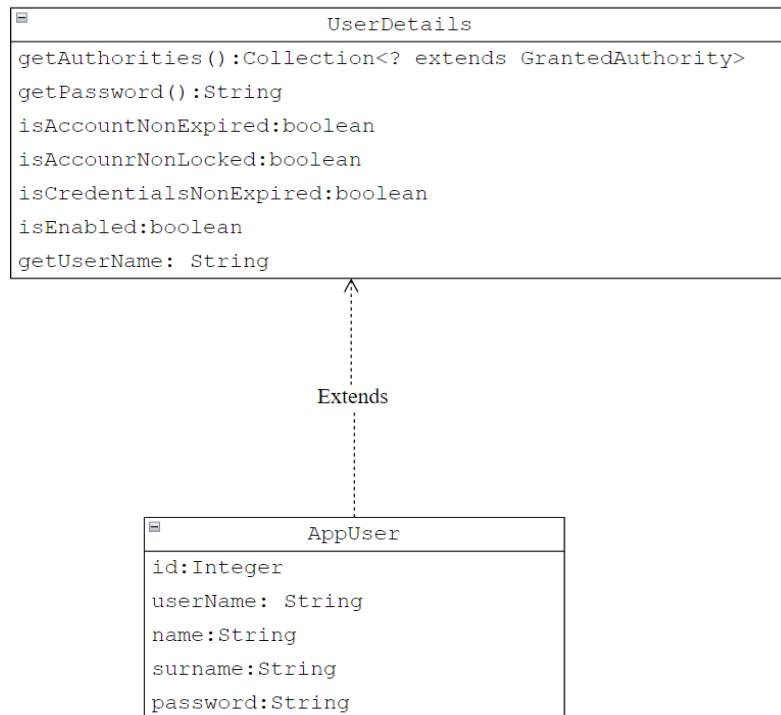 UserDetails
getAuthorities():Collection<? extends GrantedAuthority>
getPassword():String
isAccountNonExpired:boolean
isAccounrNonLocked:boolean
isCredentialsNonExpired:boolean
isEnabled:boolean
getUserName: String
Extends
AppUser
id:Integer
userName: String
name:String
surname:String
password:String